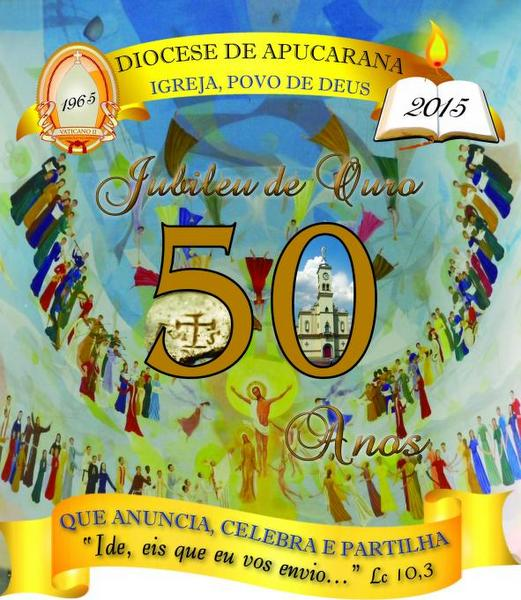 DIOCESE DE APUCARANA
IGREJA, POVO DE DEUS
1965
VATICANO II
2015
Jubileu de Ouro
50
Anos
QUE ANUNCIA, CELEBRA E PARTILHA
"Ide, eis que eu vos envio..." Lc 10,3